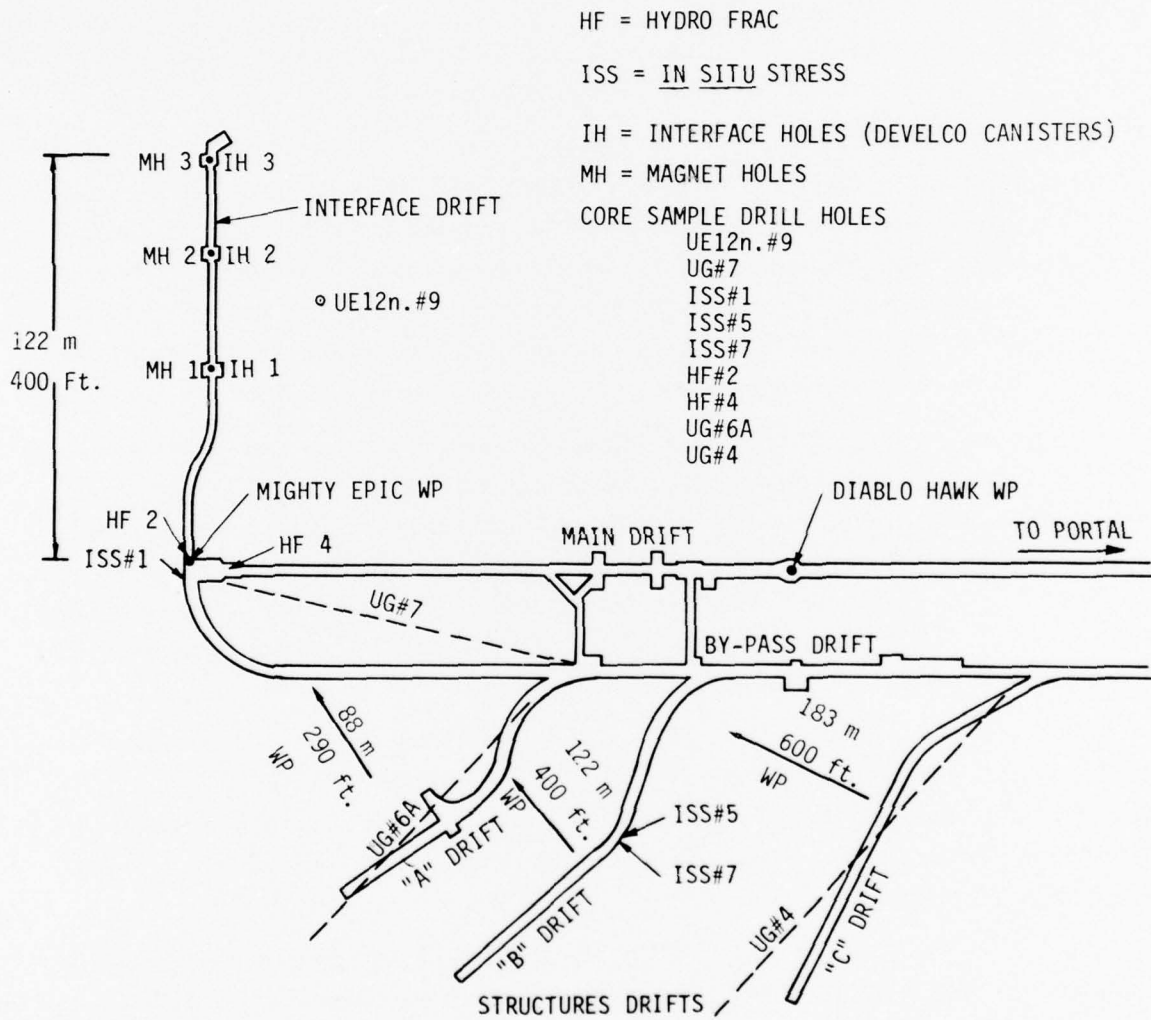 HF = HYDRO FRAC
ISS = IN SITU STRESS
IH = INTERFACE HOLES (DEVELCO CANISTERS)
MH = MAGNET HOLES
CORE SAMPLE DRILL HOLES
UE12n.#9
UG#7
ISS#1
ISS#5
ISS#7
HF#2
HF#4
UG#6A
UG#4
MH 3 IH 3
INTERFACE DRIFT
MH 2 IH 2
UE12n.#9
122 m
400 Ft.
MH 1 IH 1
MIGHTY EPIC WP
DIABLO HAWK WP
HF 2
HF 4
MAIN DRIFT
TO PORTAL
ISS#1
UG#7
BY-PASS DRIFT
88 m
290 ft.
WP
122 m
400 ft.
WP
183 m
600 ft.
WP
UG#6A
"A" DRIFT
ISS#5
ISS#7
"B" DRIFT
UG#4
"C" DRIFT
STRUCTURES DRIFTS